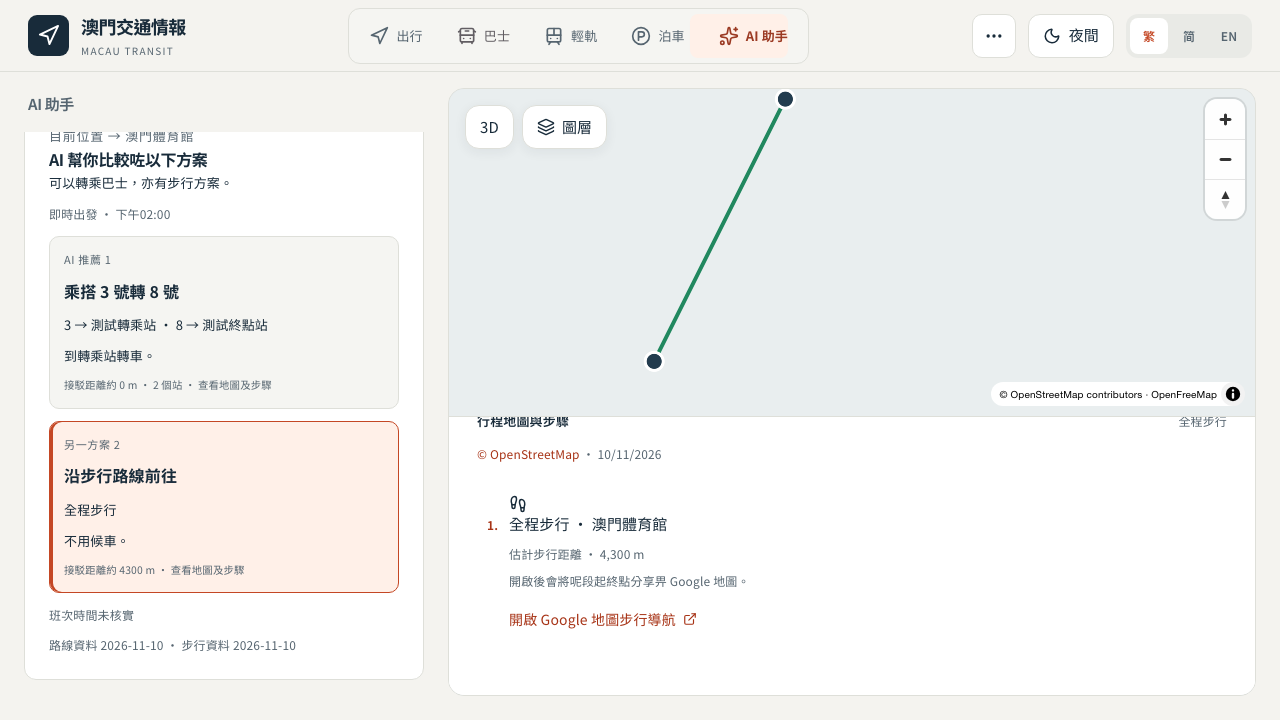 澳門交通情報
MACAU TRANSIT
出行
巴士
輕軌
泊車
AI 助手
夜間
繁
简
EN
AI 助手
目前位置 → 澳門體育館
AI 幫你比較咗以下方案
可以轉乘巴士，亦有步行方案。
即時出發 · 下午02:00
AI 推薦 1
乘搭 3 號轉 8 號
3 → 測試轉乘站 · 8 → 測試終點站
到轉乘站轉車。
接駁距離約 0 m · 2 個站 · 查看地圖及步驟
另一方案 2
沿步行路線前往
全程步行
不用候車。
接駁距離約 4300 m · 查看地圖及步驟
班次時間未核實
路線資料 2026-11-10 · 步行資料 2026-11-10
3D
圖層
© OpenStreetMap contributors · OpenFreeMap
行程地圖與步驟
全程步行
© OpenStreetMap · 10/11/2026
1. 全程步行 · 澳門體育館
估計步行距離 · 4,300 m
開啟後會將呢段起終點分享畀 Google 地圖。
開啟 Google 地圖步行導航